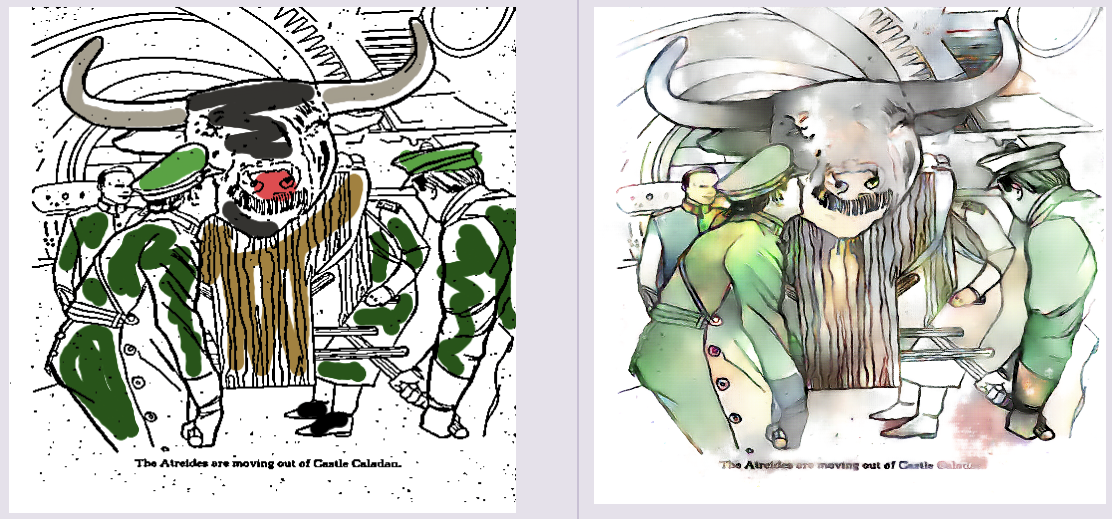 The Atreides are moving out of Castle Caladan.
The Atreides are moving out of Castle